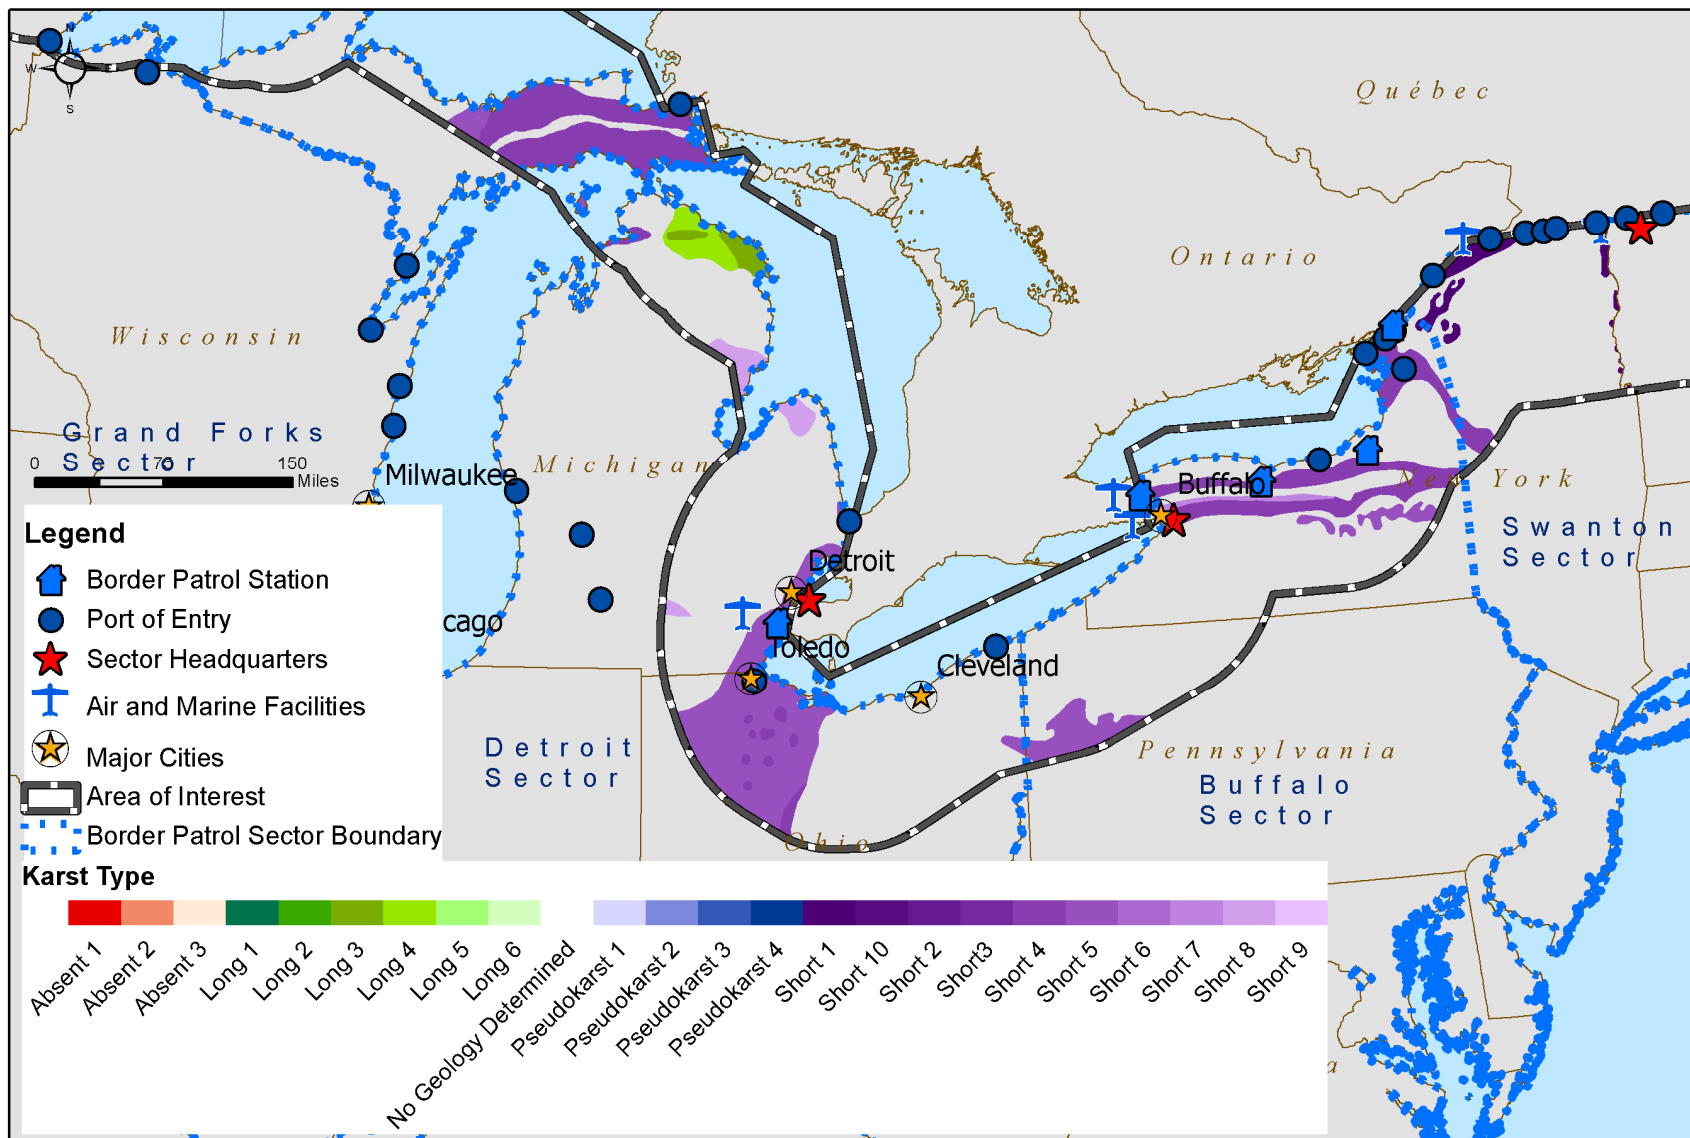 N
W
S
Québec
Ontario
Wisconsin
Grand Forks
Sector
0 75 150
Miles
Milwaukee
Michigan
Buffalo
New York
Swanton
Sector
Detroit
cago
Toledo
Cleveland
Detroit
Sector
Pennsylvania
Buffalo
Sector
Ohio
a
Legend
Border Patrol Station
Port of Entry
Sector Headquarters
Air and Marine Facilities
Major Cities
Area of Interest
Border Patrol Sector Boundary
Karst Type
Absent 1
Absent 2
Absent 3
Long 1
Long 2
Long 3
Long 4
Long 5
Long 6
No Geology Determined
Pseudokarst 1
Pseudokarst 2
Pseudokarst 3
Pseudokarst 4
Short 1
Short 10
Short 2
Short3
Short 4
Short 5
Short 6
Short 7
Short 8
Short 9